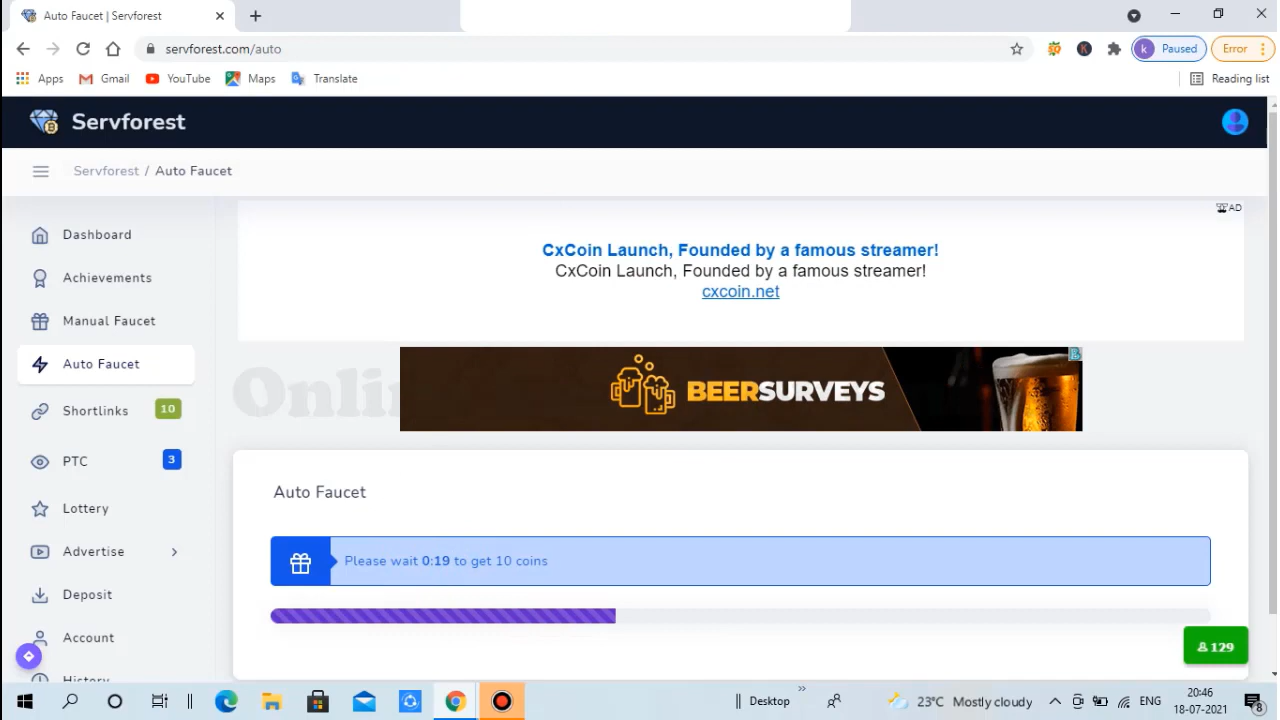 Auto Faucet | Servforest
servforest.com/auto
K
k Paused
Error
Apps
Gmail
YouTube
Maps
Translate
Reading list
Servforest
Servforest / Auto Faucet
AD
CxCoin Launch, Founded by a famous streamer!
CxCoin Launch, Founded by a famous streamer!
cxcoin.net
Onli
BEERSURVEYS
Dashboard
Achievements
Manual Faucet
Auto Faucet
Shortlinks 10
PTC 3
Lottery
Advertise
Deposit
Account
History
Auto Faucet
Please wait 0:19 to get 10 coins
129
Desktop
23°C Mostly cloudy
ENG
20:46
18-07-2021
8